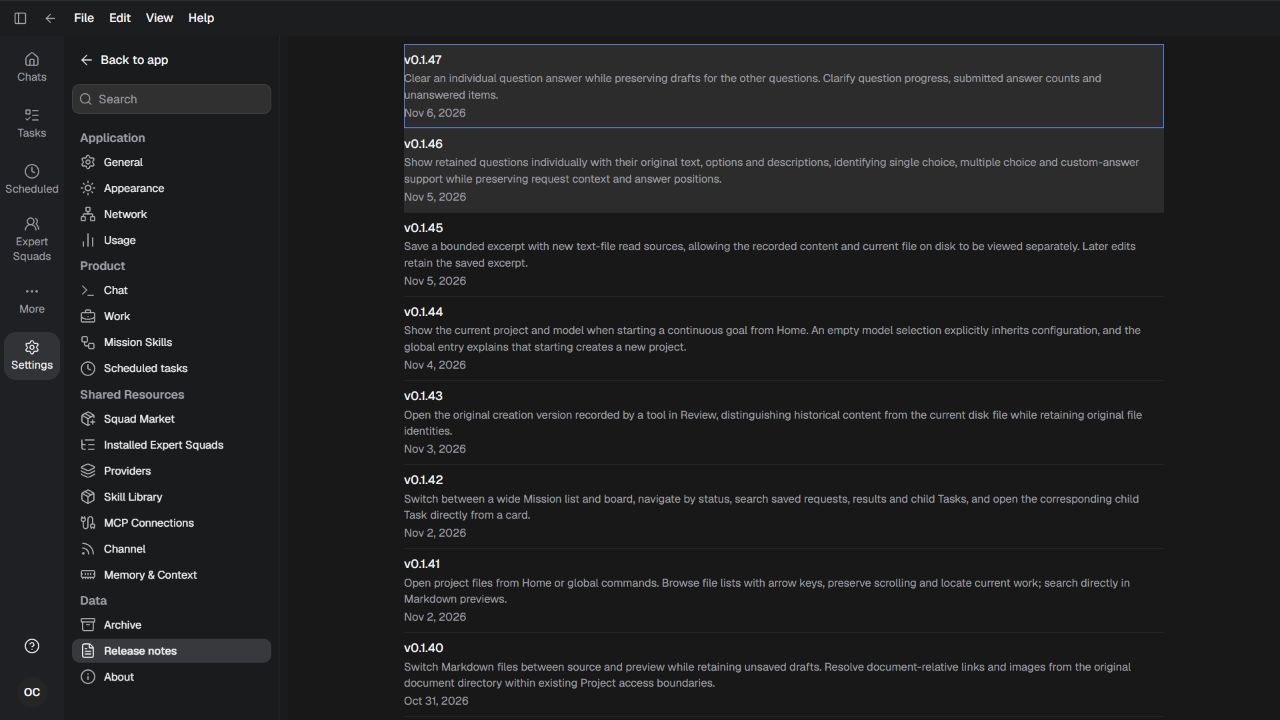 File Edit View Help
Chats
Tasks
Scheduled
Expert
Squads
More
Settings
OC
Back to app
Search
Application
General
Appearance
Network
Usage
Product
Chat
Work
Mission Skills
Scheduled tasks
Shared Resources
Squad Market
Installed Expert Squads
Providers
Skill Library
MCP Connections
Channel
Memory & Context
Data
Archive
Release notes
About
v0.1.47
Clear an individual question answer while preserving drafts for the other questions. Clarify question progress, submitted answer counts and
unanswered items.
Nov 6, 2026
v0.1.46
Show retained questions individually with their original text, options and descriptions, identifying single choice, multiple choice and custom-answer
support while preserving request context and answer positions.
Nov 5, 2026
v0.1.45
Save a bounded excerpt with new text-file read sources, allowing the recorded content and current file on disk to be viewed separately. Later edits
retain the saved excerpt.
Nov 5, 2026
v0.1.44
Show the current project and model when starting a continuous goal from Home. An empty model selection explicitly inherits configuration, and the
global entry explains that starting creates a new project.
Nov 4, 2026
v0.1.43
Open the original creation version recorded by a tool in Review, distinguishing historical content from the current disk file while retaining original file
identities.
Nov 3, 2026
v0.1.42
Switch between a wide Mission list and board, navigate by status, search saved requests, results and child Tasks, and open the corresponding child
Task directly from a card.
Nov 2, 2026
v0.1.41
Open project files from Home or global commands. Browse file lists with arrow keys, preserve scrolling and locate current work; search directly in
Markdown previews.
Nov 2, 2026
v0.1.40
Switch Markdown files between source and preview while retaining unsaved drafts. Resolve document-relative links and images from the original
document directory within existing Project access boundaries.
Oct 31, 2026